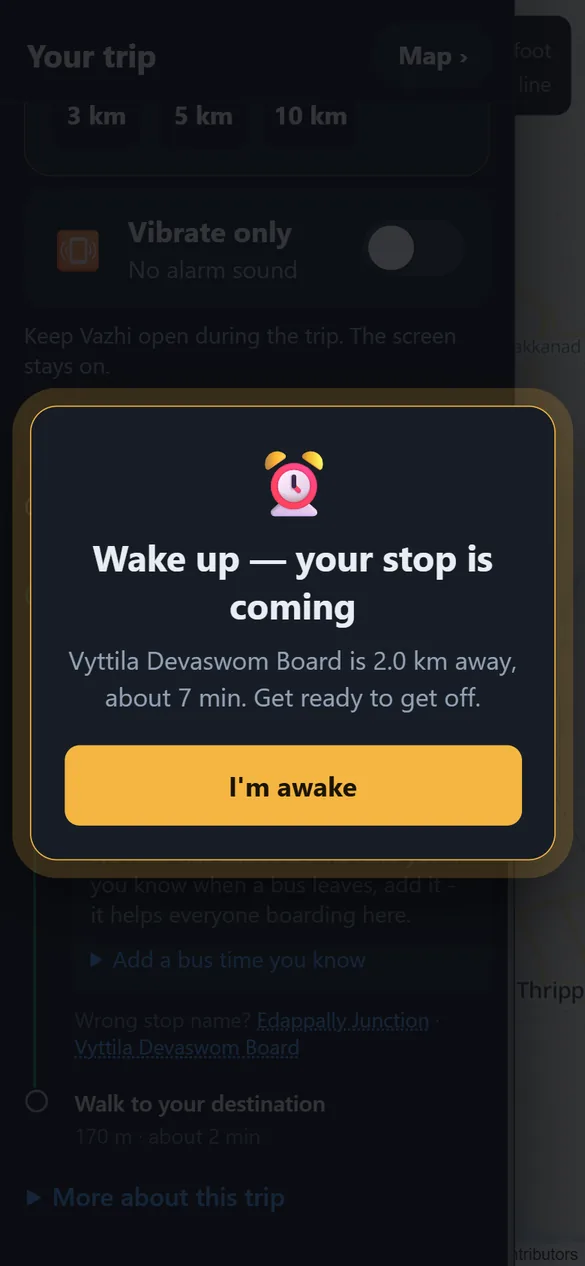 Your trip
Map ›
foot
line
3 km
5 km
10 km
Vibrate only
No alarm sound
akkanad
Keep Vazhi open during the trip. The screen
stays on.
Wake up — your stop is
coming
Vyttila Devaswom Board is 2.0 km away,
about 7 min. Get ready to get off.
I'm awake
you know when a bus leaves, add it -
it helps everyone boarding here.
▶ Add a bus time you know
Thripp
Wrong stop name? Edappally Junction ·
Vyttila Devaswom Board
Walk to your destination
170 m · about 2 min
▶ More about this trip
ntributors